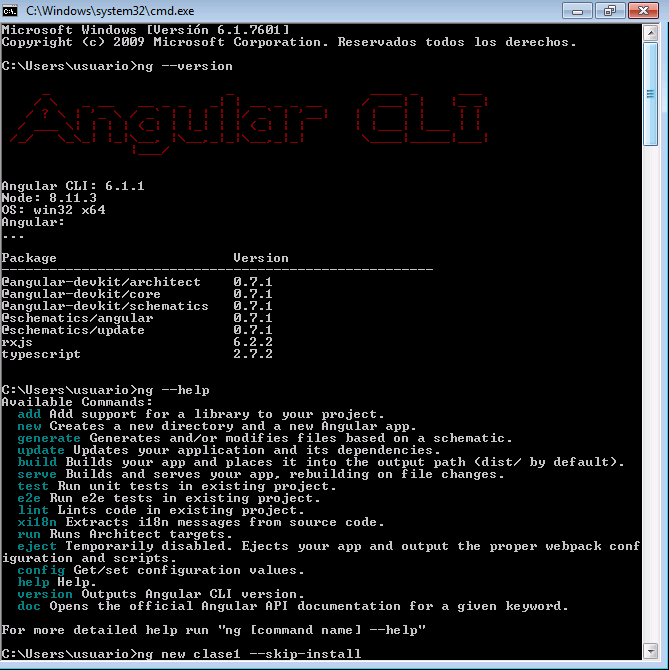 C:\Windows\system32\cmd.exe
Microsoft Windows [Versión 6.1.7601]
Copyright (c) 2009 Microsoft Corporation. Reservados todos los derechos.
C:\Users\usuario>ng --version
Angular CLI
Angular CLI: 6.1.1
Node: 8.11.3
OS: win32 x64
Angular:
...
Package Version
------------------------------------------------------
@angular-devkit/architect 0.7.1
@angular-devkit/core 0.7.1
@angular-devkit/schematics 0.7.1
@schematics/angular 0.7.1
@schematics/update 0.7.1
rxjs 6.2.2
typescript 2.7.2
C:\Users\usuario>ng --help
Available Commands:
add Add support for a library to your project.
new Creates a new directory and a new Angular app.
generate Generates and/or modifies files based on a schematic.
update Updates your application and its dependencies.
build Builds your app and places it into the output path (dist/ by default).
serve Builds and serves your app, rebuilding on file changes.
test Run unit tests in existing project.
e2e Run e2e tests in existing project.
lint Lints code in existing project.
xi18n Extracts i18n messages from source code.
run Runs Architect targets.
eject Temporarily disabled. Ejects your app and output the proper webpack conf
iguration and scripts.
config Get/set configuration values.
help Help.
version Outputs Angular CLI version.
doc Opens the official Angular API documentation for a given keyword.
For more detailed help run "ng [command name] --help"
C:\Users\usuario>ng new clase1 --skip-install